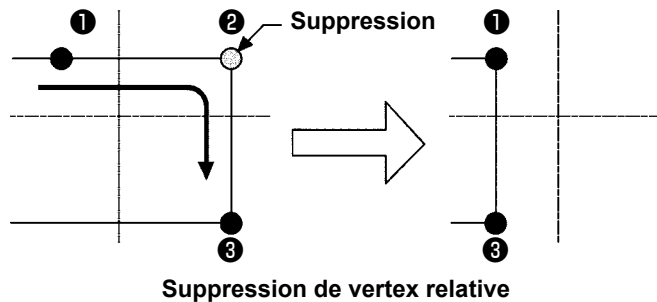 ❶ ❷ Suppression ❶
❸ ❸
Suppression de vertex relative